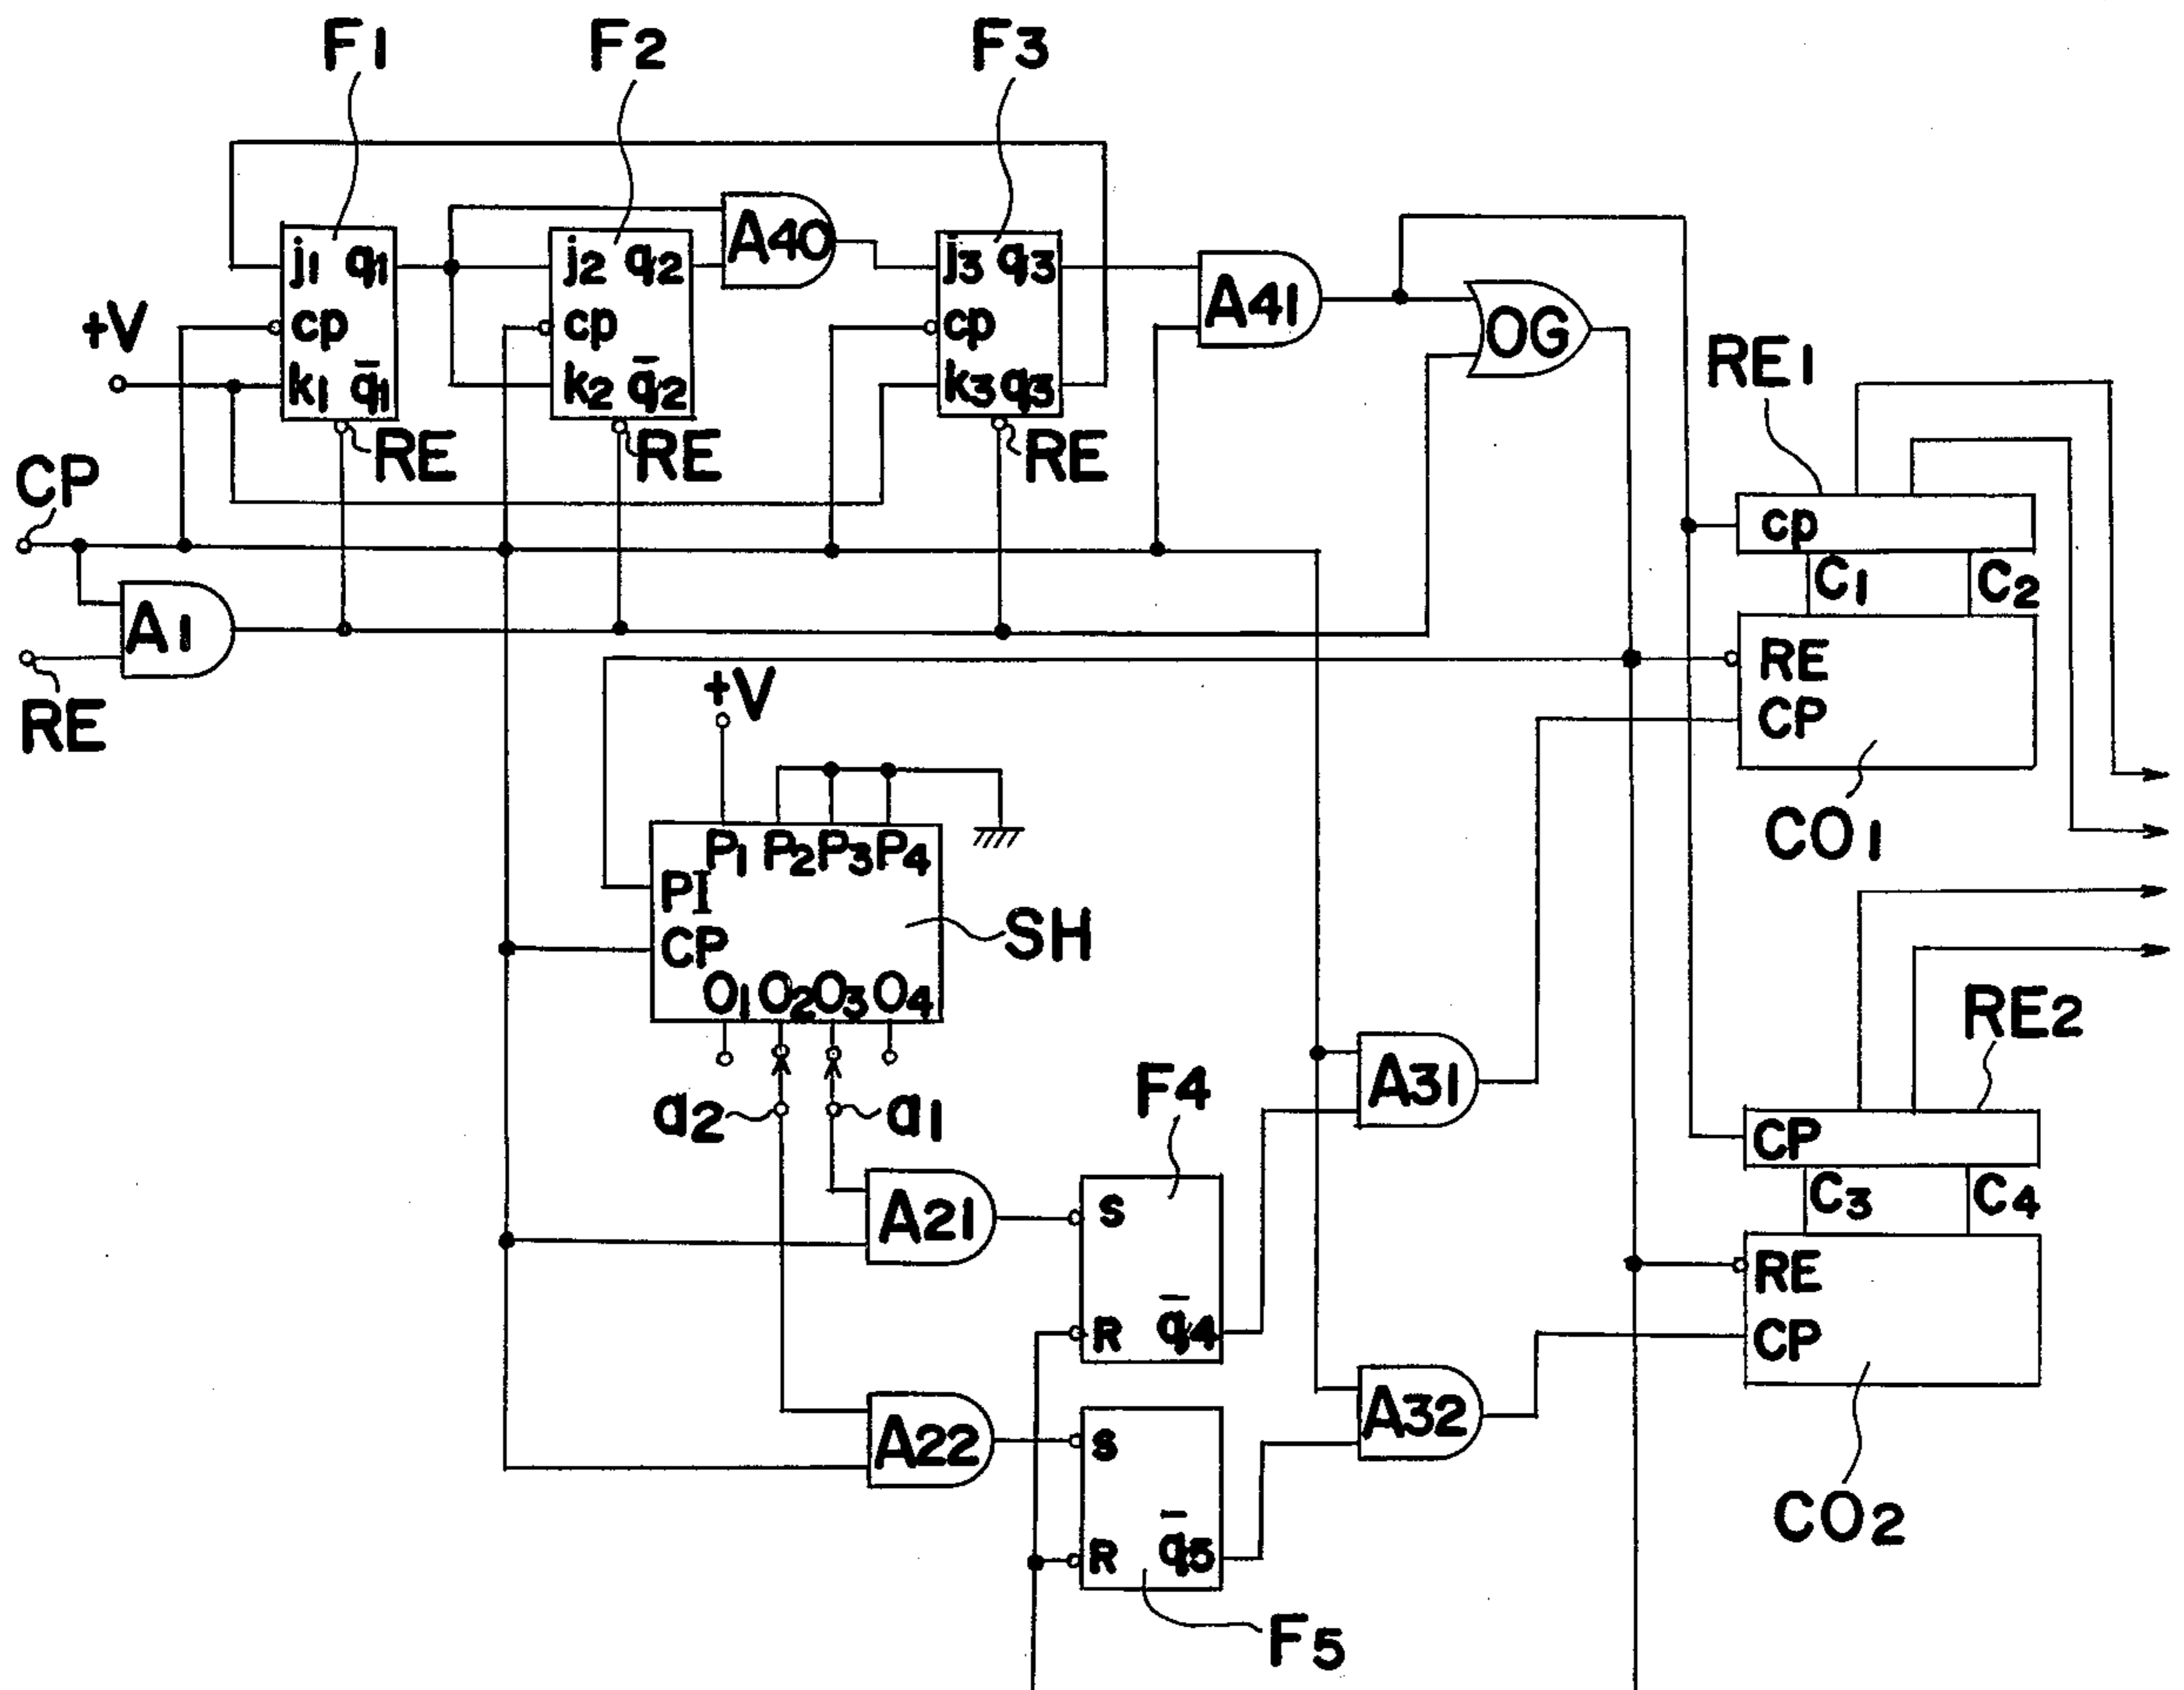 F1 F2 F3
j1 q1
j2 q2
A40
j3 q3
A41
OG
+V
cp
cp
cp
k1 q̄1
k2 q̄2
k3 q3
RE1
RE
RE
RE
CP
cp
C1 C2
A1
RE
RE
CP
+V
CO1
P1 P2 P3 P4
PI
SH
CP
O1 O2 O3 O4
RE2
F4
A31
a2 a1
CP
C3 C4
A21
S
RE
R q̄4
CP
A32
A22
S
CO2
R q̄5
F5